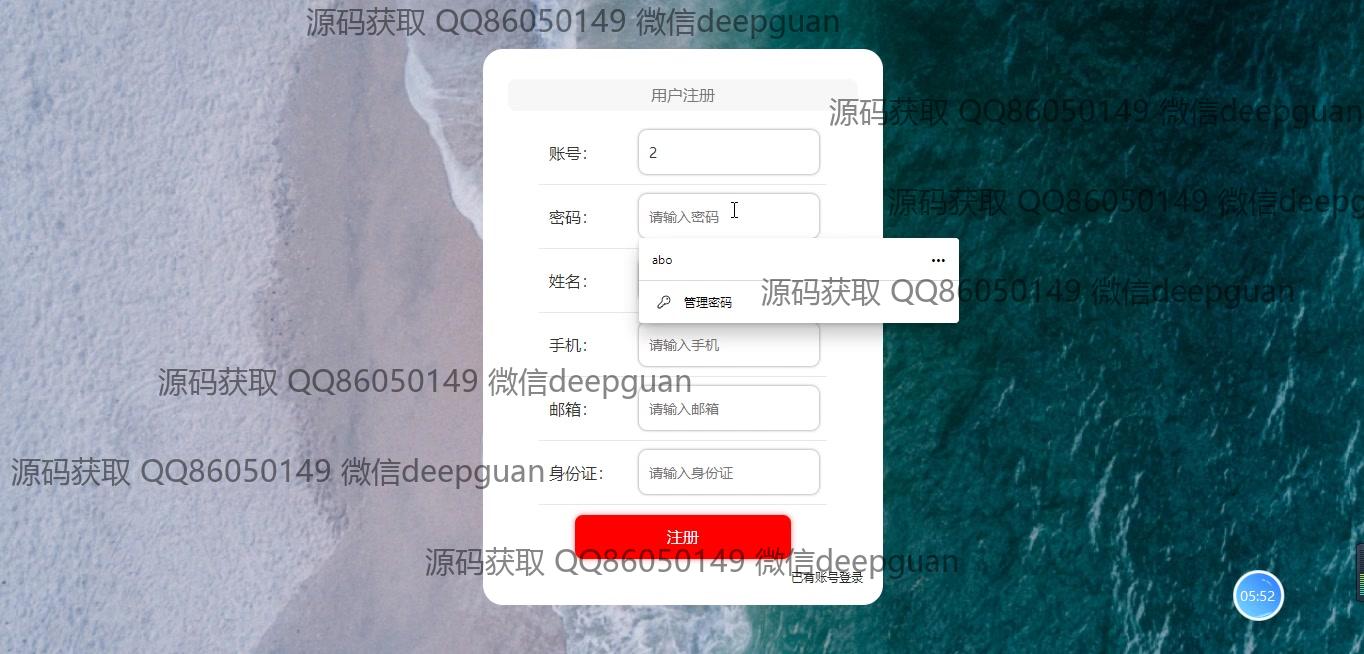 源码获取 QQ86050149 微信deepguan
用户注册
源码获取 QQ86050149 微信deepguan
账号：
2
源码获取 QQ86050149 微信deepg
密码：
请输入密码
abo
...
姓名：
管理密码
源码获取 QQ86050149 微信deepguan
手机：
请输入手机
源码获取 QQ86050149 微信deepguan
邮箱：
请输入邮箱
源码获取 QQ86050149 微信deepguan
身份证：
请输入身份证
注册
源码获取 QQ86050149 微信deepguan
已有账号登录
05:52